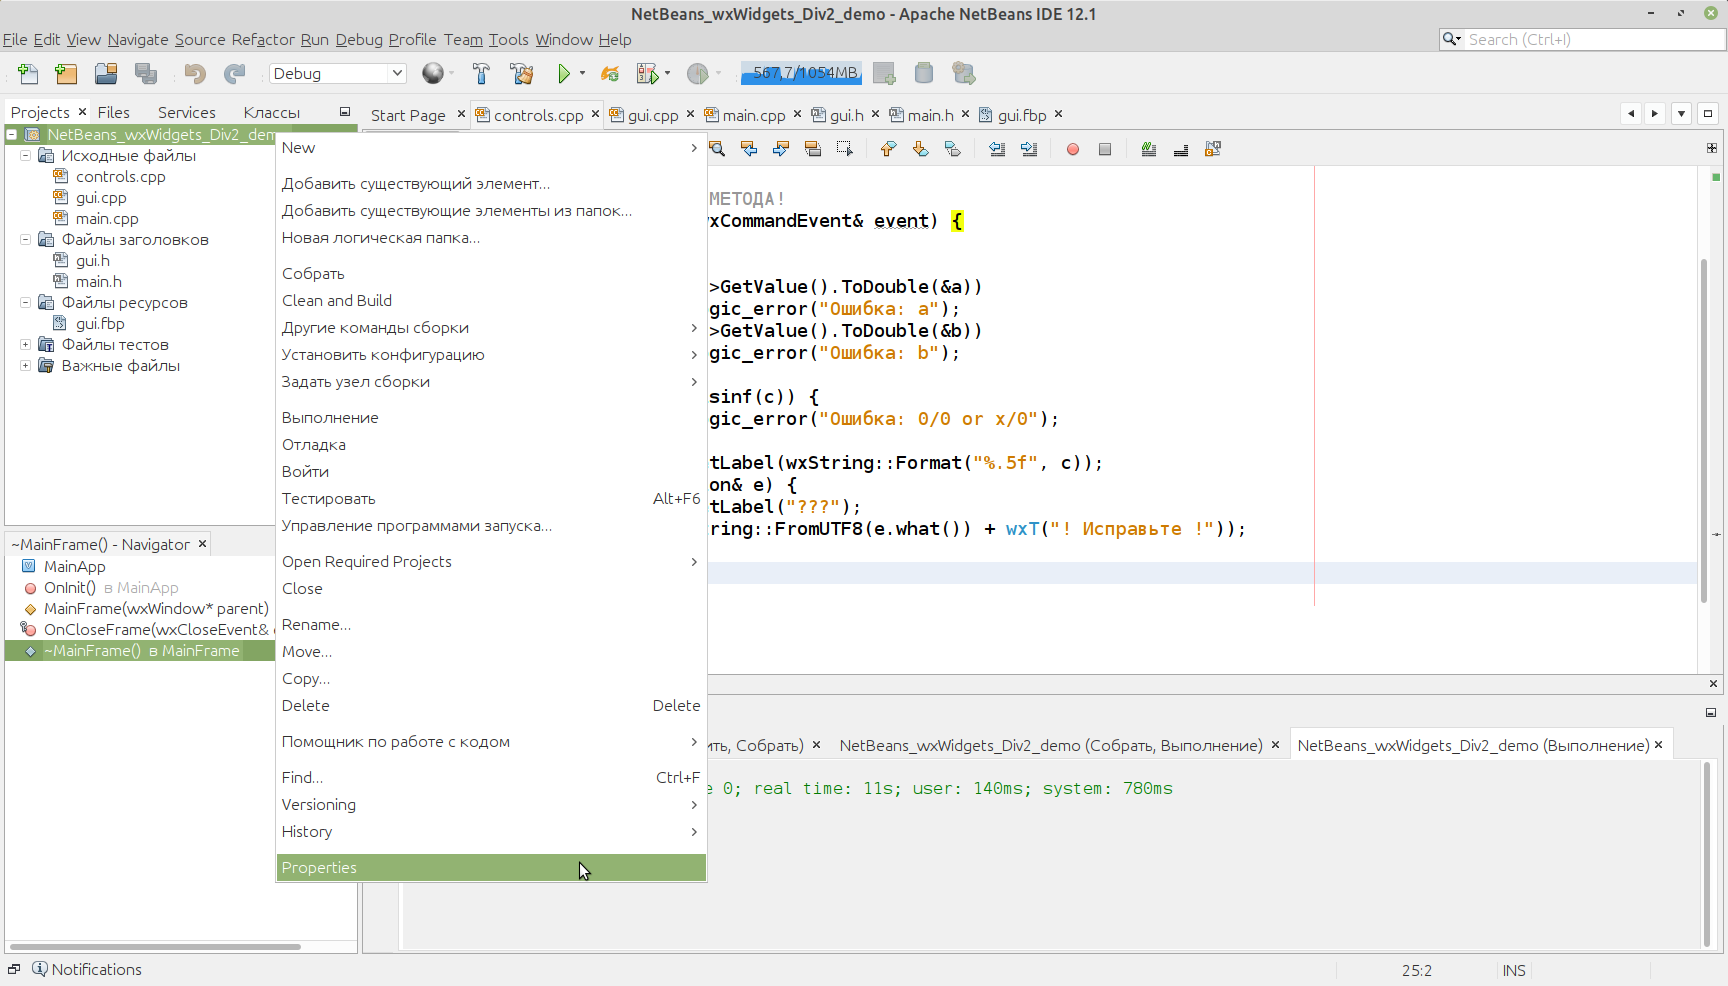 NetBeans_wxWidgets_Div2_demo - Apache NetBeans IDE 12.1
File Edit View Navigate Source Refactor Run Debug Profile Team Tools Window Help
Search (Ctrl+I)
Debug
567,7/1054MB
Projects Files Services Классы
Start Page controls.cpp gui.cpp main.cpp gui.h main.h gui.fbp
NetBeans_wxWidgets_Div2_dem
Исходные файлы
controls.cpp
gui.cpp
main.cpp
Файлы заголовков
gui.h
main.h
Файлы ресурсов
gui.fbp
Файлы тестов
Важные файлы
New
Добавить существующий элемент...
Добавить существующие элементы из папок...
Новая логическая папка...
Собрать
Clean and Build
Другие команды сборки
Установить конфигурацию
Задать узел сборки
Выполнение
Отладка
Войти
Тестировать Alt+F6
Управление программами запуска...
Open Required Projects
Close
Rename...
Move...
Copy...
Delete Delete
Помощник по работе с кодом
Find... Ctrl+F
Versioning
History
Properties
МЕТОДА!
xCommandEvent& event) {
>GetValue().ToDouble(&a))
gic_error("Ошибка: a");
>GetValue().ToDouble(&b))
gic_error("Ошибка: b");
sinf(c)) {
gic_error("Ошибка: 0/0 or x/0");
tLabel(wxString::Format("%.5f", c));
on& e) {
tLabel("???");
ring::FromUTF8(e.what()) + wxT("! Исправьте !"));
~MainFrame() - Navigator
MainApp
OnInit() в MainApp
MainFrame(wxWindow* parent)
OnCloseFrame(wxCloseEvent&
~MainFrame() в MainFrame
ить, Собрать) NetBeans_wxWidgets_Div2_demo (Собрать, Выполнение) NetBeans_wxWidgets_Div2_demo (Выполнение)
e 0; real time: 11s; user: 140ms; system: 780ms
Notifications
25:2 INS